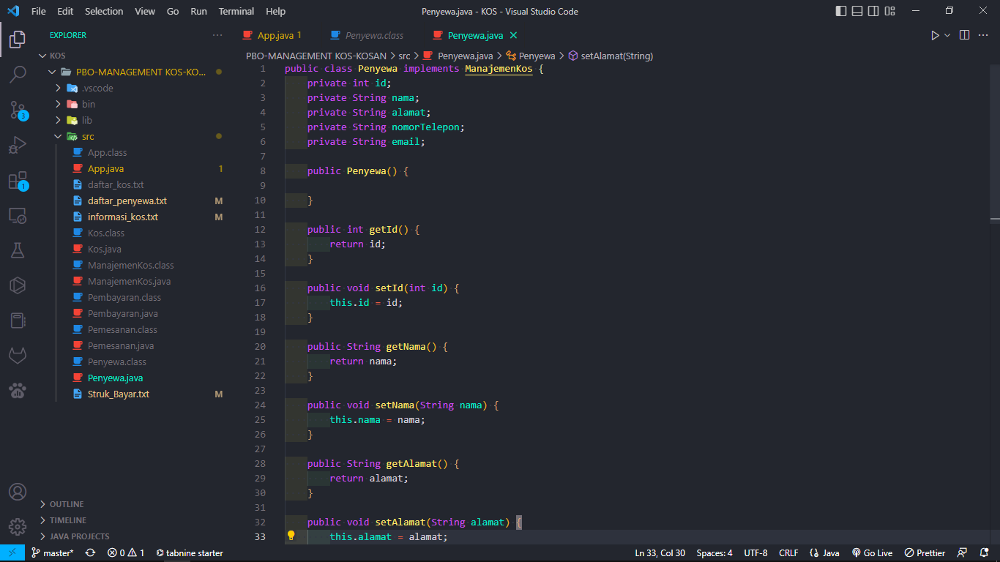 File Edit Selection View Go Run Terminal Help Penyewa.java - KOS - Visual Studio Code
EXPLORER
App.java 1 Penyewa.class Penyewa.java
KOS
PBO-MANAGEMENT KOS-KOSAN > src > Penyewa.java > Penyewa > setAlamat(String)
PBO-MANAGEMENT KOS-KO...
.vscode
bin
lib
src
App.class
App.java 1
daftar_kos.txt
daftar_penyewa.txt M
informasi_kos.txt M
Kos.class
Kos.java
ManajemenKos.class
ManajemenKos.java
Pembayaran.class
Pembayaran.java
Pemesanan.class
Pemesanan.java
Penyewa.class
Penyewa.java
Struk_Bayar.txt M
OUTLINE
TIMELINE
JAVA PROJECTS
3
1
1 public class Penyewa implements ManajemenKos {
2 private int id;
3 private String nama;
4 private String alamat;
5 private String nomorTelepon;
6 private String email;
7
8 public Penyewa() {
9
10 }
11
12 public int getId() {
13 return id;
14 }
15
16 public void setId(int id) {
17 this.id = id;
18 }
19
20 public String getNama() {
21 return nama;
22 }
23
24 public void setNama(String nama) {
25 this.nama = nama;
26 }
27
28 public String getAlamat() {
29 return alamat;
30 }
31
32 public void setAlamat(String alamat) {
33 this.alamat = alamat;
master* 0 1 tabnine starter Ln 33, Col 30 Spaces: 4 UTF-8 CRLF {} Java Go Live Prettier